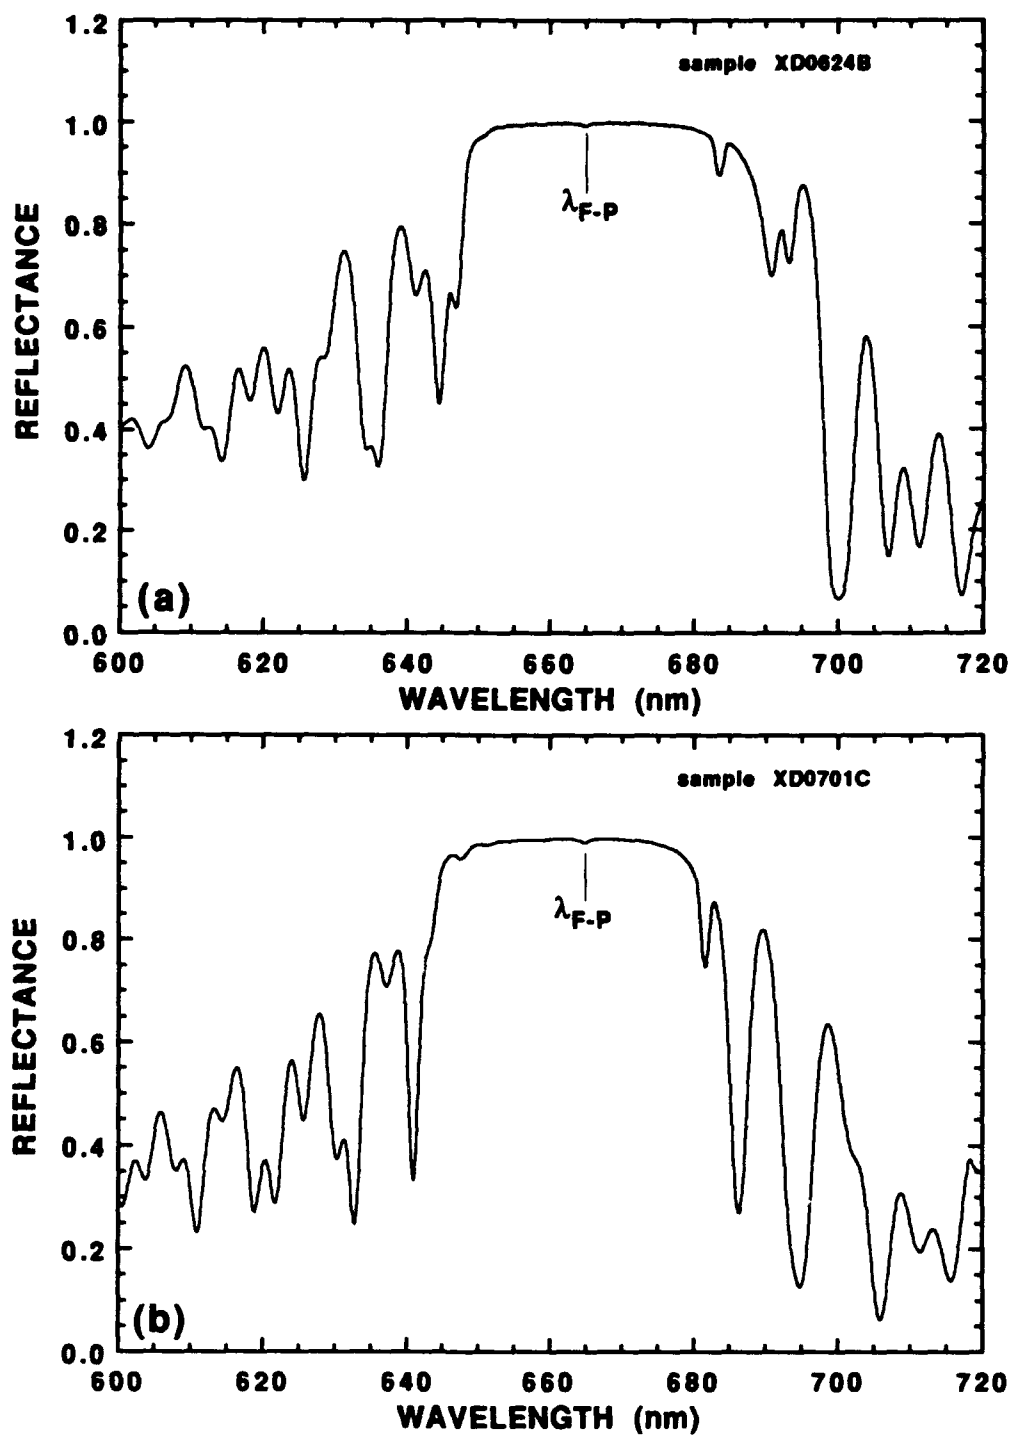 1.2
sample XD0624B
1.0
λF-P
0.8
REFLECTANCE
0.6
0.4
0.2
(a)
0.0
600 620 640 660 680 700 720
WAVELENGTH (nm)
1.2
sample XD0701C
1.0
λF-P
0.8
REFLECTANCE
0.6
0.4
0.2
(b)
0.0
600 620 640 660 680 700 720
WAVELENGTH (nm)